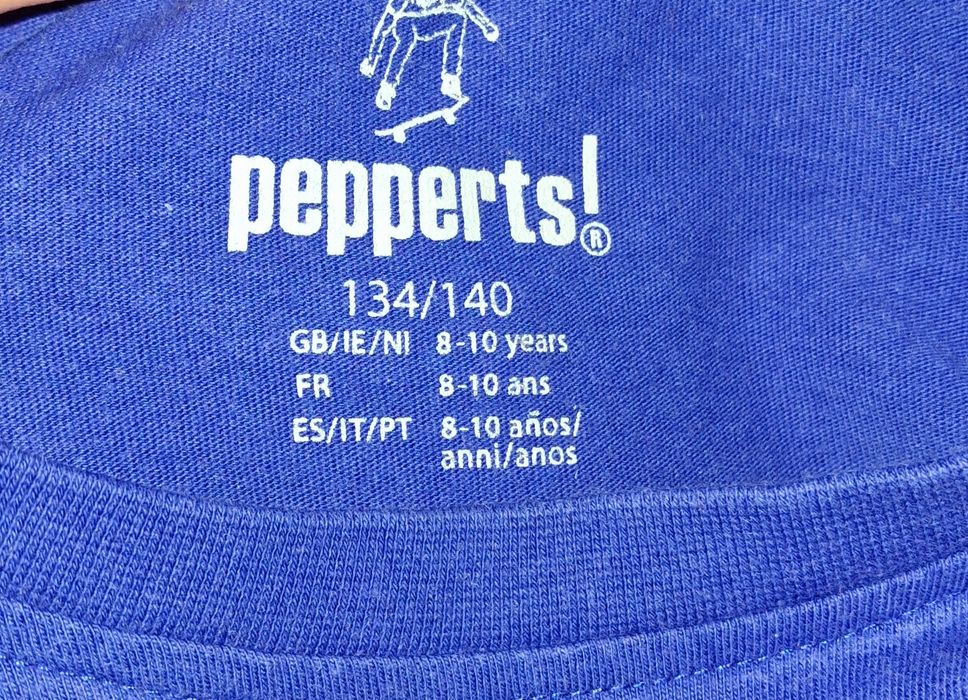 pepperts!®
134/140
GB/IE/NI 8-10 years
FR 8-10 ans
ES/IT/PT 8-10 años/
anni/anos